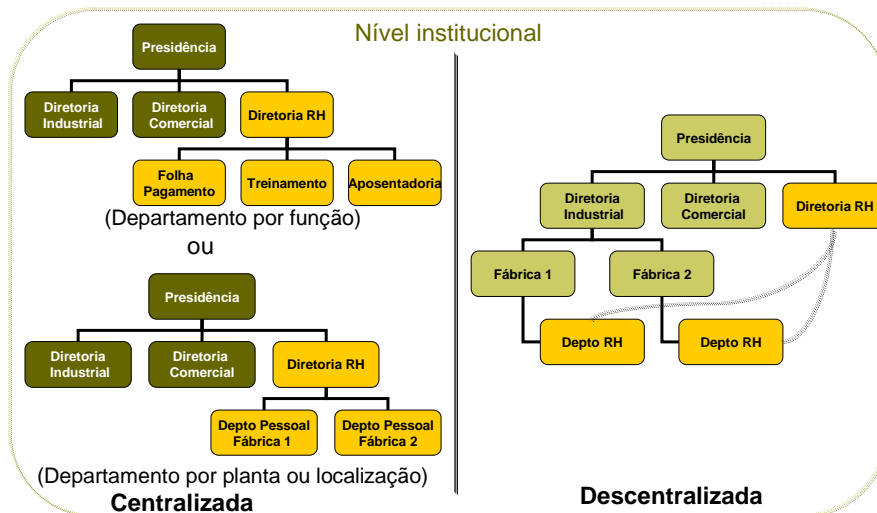 Nível institucional
Presidência
Diretoria
Industrial
Diretoria
Comercial
Diretoria RH
Folha
Pagamento
Treinamento
Aposentadoria
(Departamento por função)
ou
Presidência
Diretoria
Industrial
Diretoria
Comercial
Diretoria RH
Depto Pessoal
Fábrica 1
Depto Pessoal
Fábrica 2
(Departamento por planta ou localização)
Centralizada
Presidência
Diretoria
Industrial
Diretoria
Comercial
Diretoria RH
Fábrica 1
Fábrica 2
Depto RH
Depto RH
Descentralizada